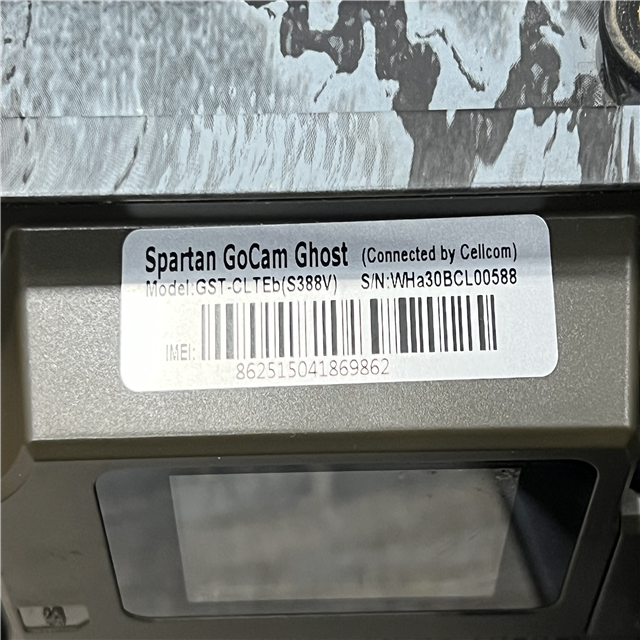 Spartan GoCam Ghost (Connected by Cellcom)
Model:GST-CLTEb(S388V) S/N:WHa30BCL00588
IMEI:
862515041869862